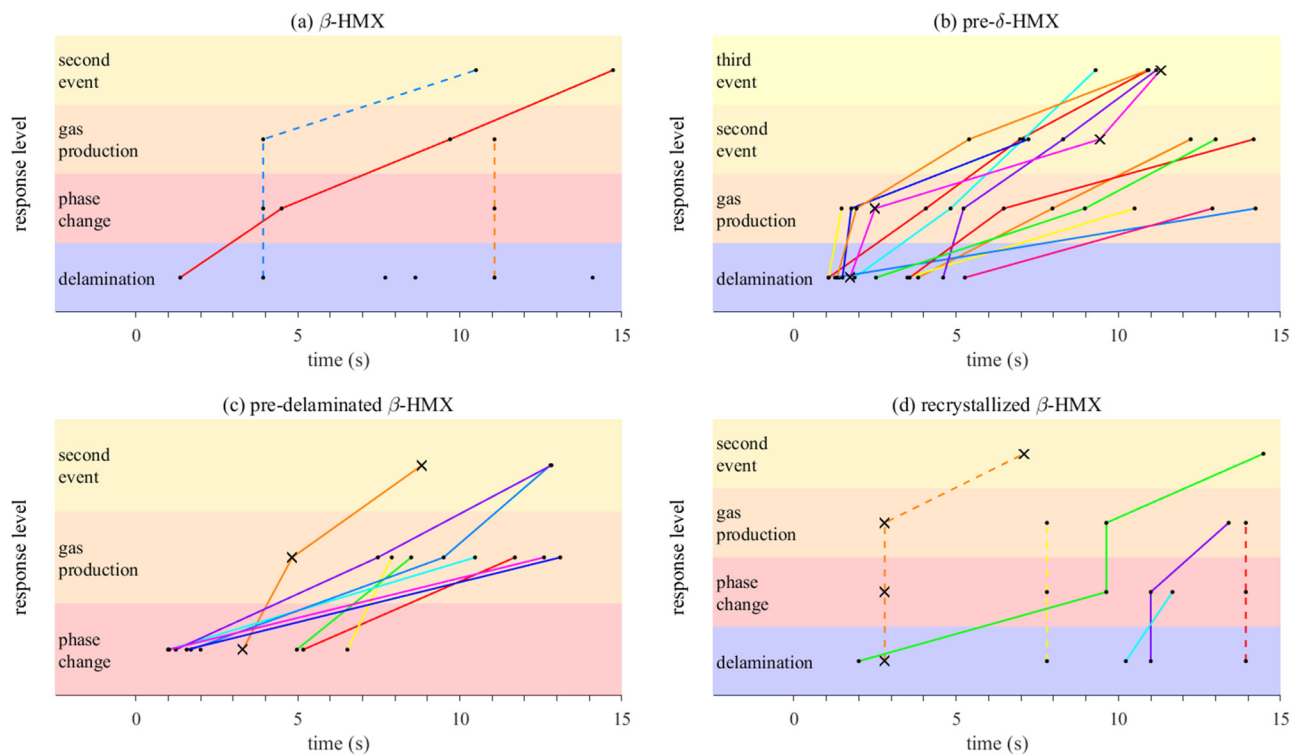 (a) β-HMX
response level
second
event
gas
production
phase
change
delamination
0 5 10 15
time (s)
(b) pre-δ-HMX
response level
third
event
second
event
gas
production
delamination
0 5 10 15
time (s)
(c) pre-delaminated β-HMX
response level
second
event
gas
production
phase
change
0 5 10 15
time (s)
(d) recrystallized β-HMX
response level
second
event
gas
production
phase
change
delamination
0 5 10 15
time (s)